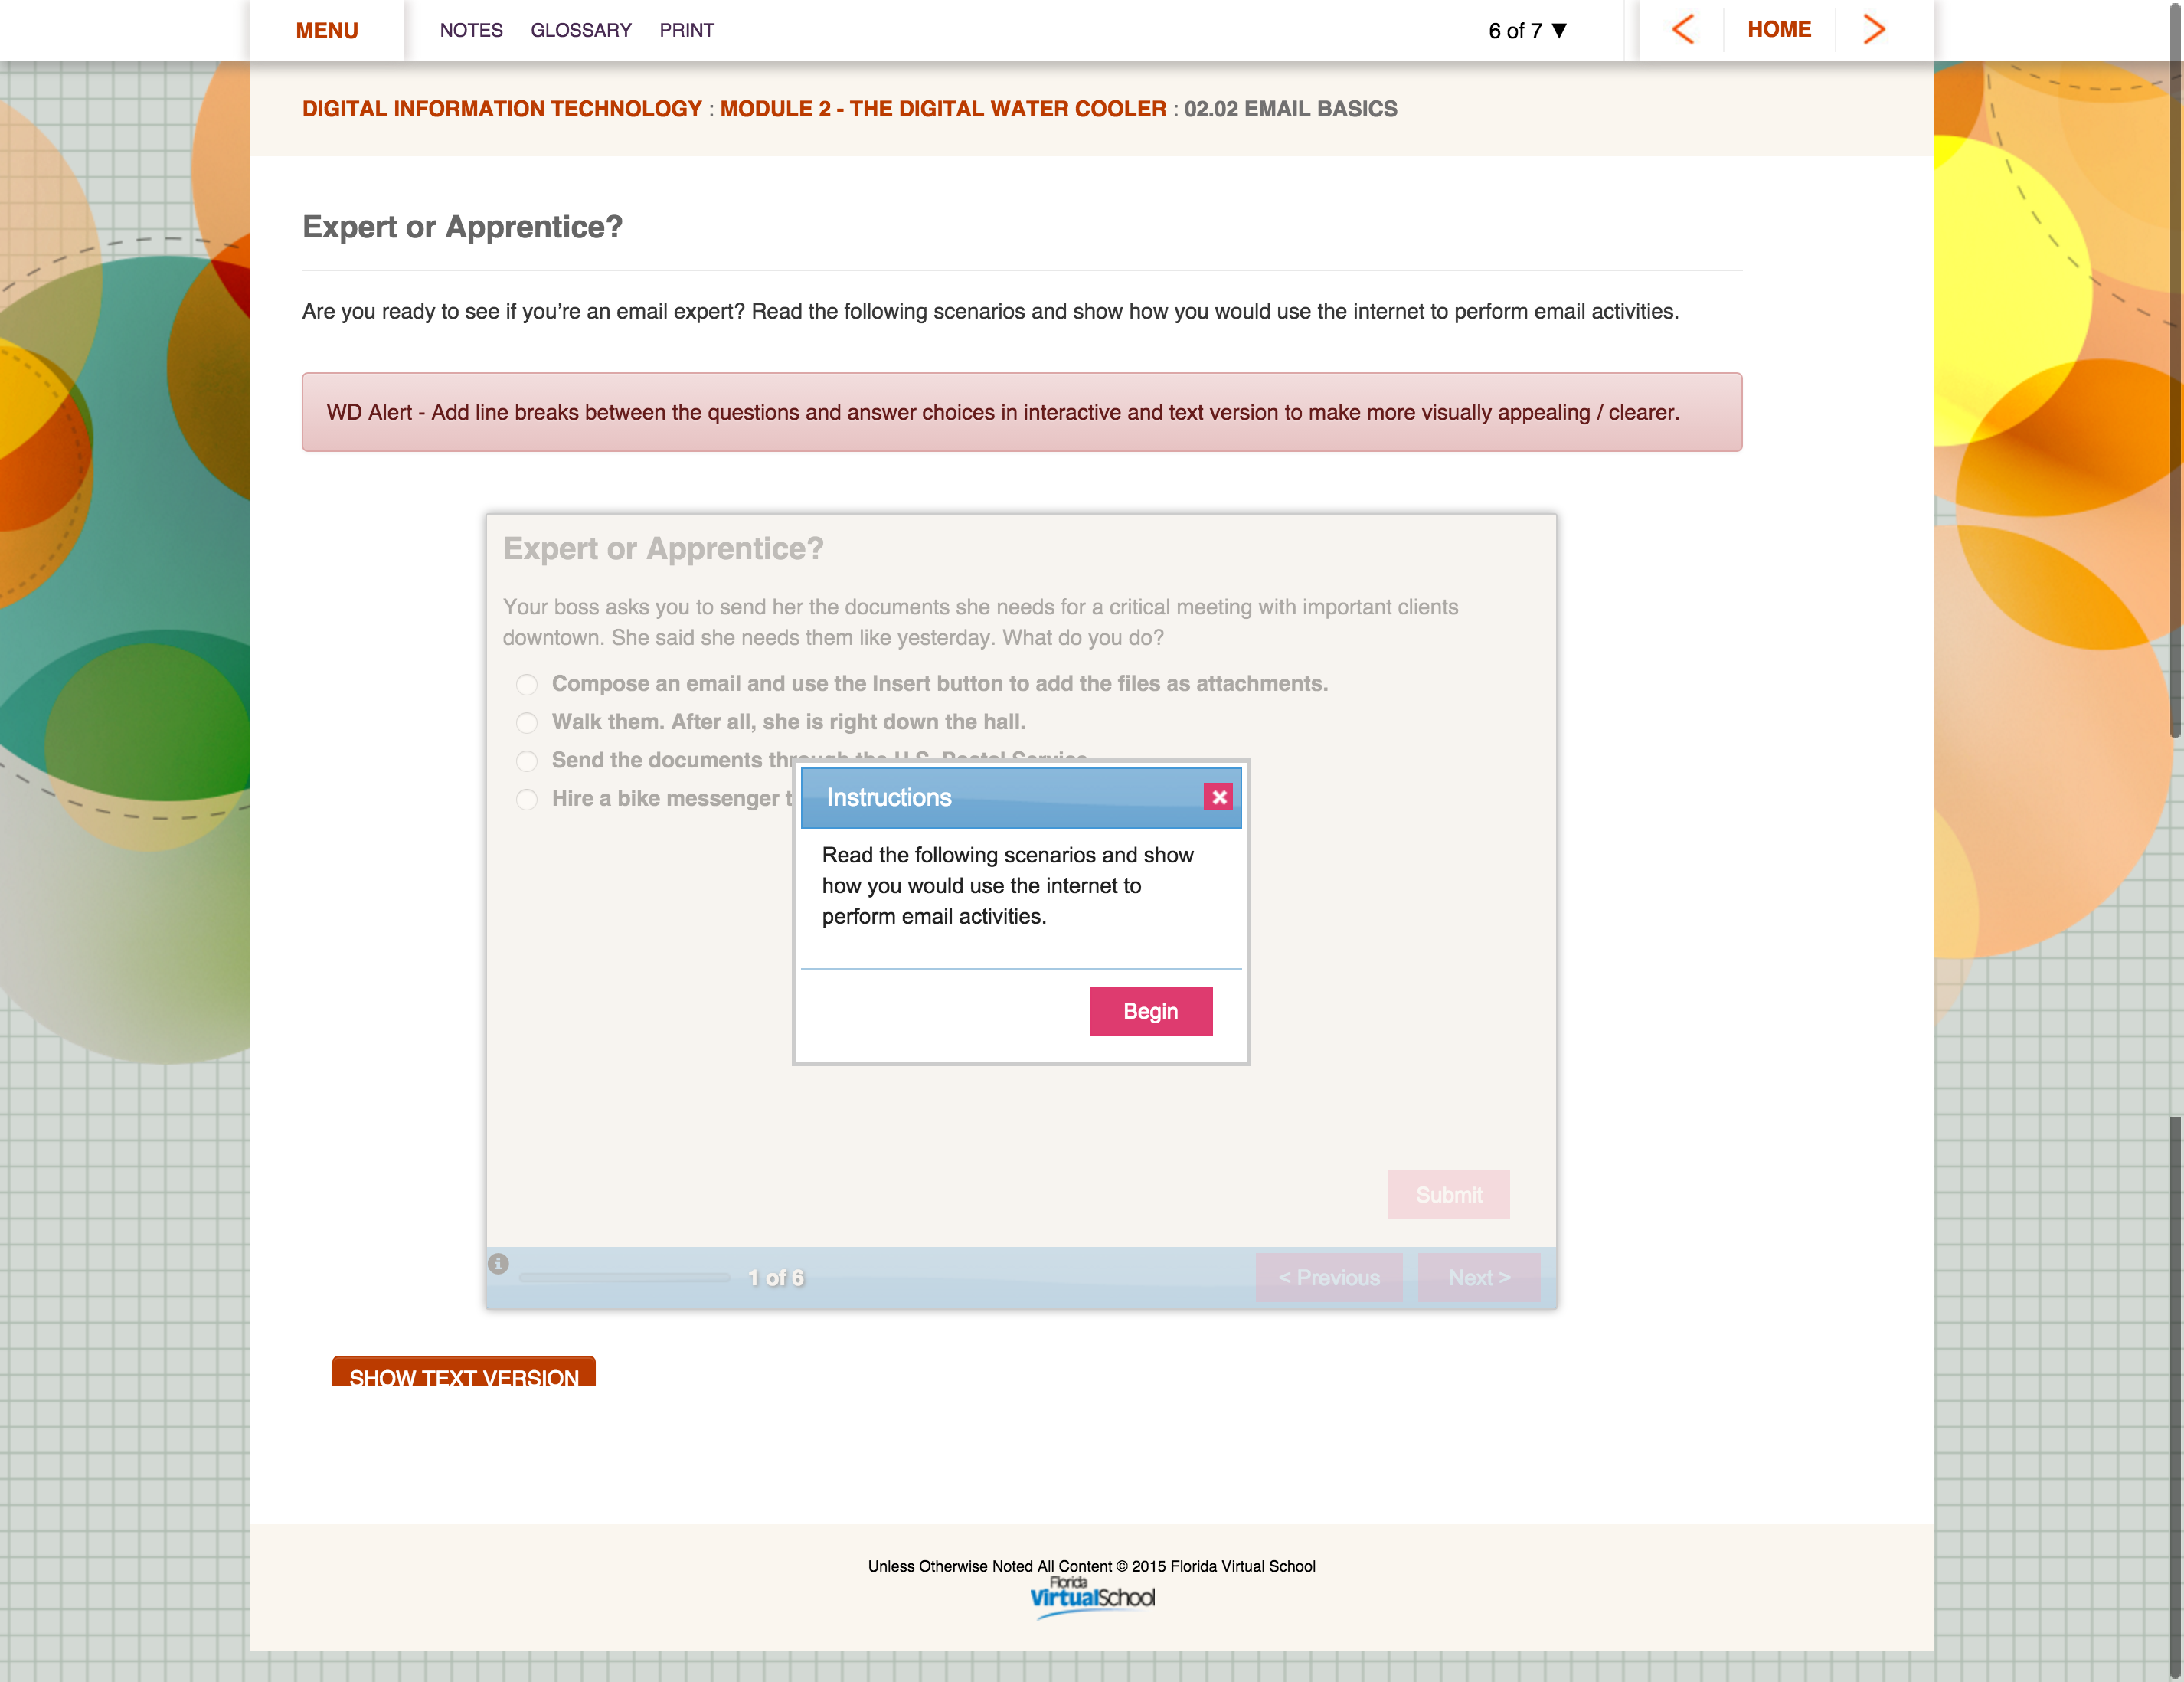 MENU
NOTES GLOSSARY PRINT
6 of 7 ▼
HOME
DIGITAL INFORMATION TECHNOLOGY : MODULE 2 - THE DIGITAL WATER COOLER : 02.02 EMAIL BASICS
Expert or Apprentice?
Are you ready to see if you’re an email expert? Read the following scenarios and show how you would use the internet to perform email activities.
WD Alert - Add line breaks between the questions and answer choices in interactive and text version to make more visually appealing / clearer.
Expert or Apprentice?
Your boss asks you to send her the documents she needs for a critical meeting with important clients
downtown. She said she needs them like yesterday. What do you do?
Compose an email and use the Insert button to add the files as attachments.
Walk them. After all, she is right down the hall.
Send the documents through the U.S. Postal Service
Hire a bike messenger
Instructions
Read the following scenarios and show
how you would use the internet to
perform email activities.
Begin
Submit
1 of 6
< Previous
Next >
SHOW TEXT VERSION
Unless Otherwise Noted All Content © 2015 Florida Virtual School
Florida
VirtualSchool